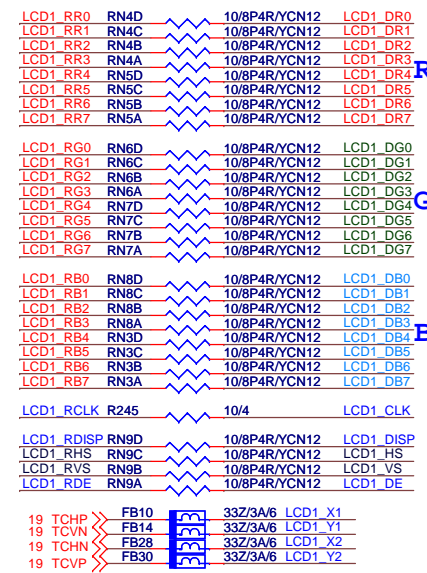 LCD1_RR0 RN4D 10/8P4R/YCN12 LCD1_DR0
LCD1_RR1 RN4C 10/8P4R/YCN12 LCD1_DR1
LCD1_RR2 RN4B 10/8P4R/YCN12 LCD1_DR2
LCD1_RR3 RN4A 10/8P4R/YCN12 LCD1_DR3 R
LCD1_RR4 RN5D 10/8P4R/YCN12 LCD1_DR4
LCD1_RR5 RN5C 10/8P4R/YCN12 LCD1_DR5
LCD1_RR6 RN5B 10/8P4R/YCN12 LCD1_DR6
LCD1_RR7 RN5A 10/8P4R/YCN12 LCD1_DR7
LCD1_RG0 RN6D 10/8P4R/YCN12 LCD1_DG0
LCD1_RG1 RN6C 10/8P4R/YCN12 LCD1_DG1
LCD1_RG2 RN6B 10/8P4R/YCN12 LCD1_DG2
LCD1_RG3 RN6A 10/8P4R/YCN12 LCD1_DG3
LCD1_RG4 RN7D 10/8P4R/YCN12 LCD1_DG4 G
LCD1_RG5 RN7C 10/8P4R/YCN12 LCD1_DG5
LCD1_RG6 RN7B 10/8P4R/YCN12 LCD1_DG6
LCD1_RG7 RN7A 10/8P4R/YCN12 LCD1_DG7
LCD1_RB0 RN8D 10/8P4R/YCN12 LCD1_DB0
LCD1_RB1 RN8C 10/8P4R/YCN12 LCD1_DB1
LCD1_RB2 RN8B 10/8P4R/YCN12 LCD1_DB2
LCD1_RB3 RN8A 10/8P4R/YCN12 LCD1_DB3
LCD1_RB4 RN3D 10/8P4R/YCN12 LCD1_DB4 B
LCD1_RB5 RN3C 10/8P4R/YCN12 LCD1_DB5
LCD1_RB6 RN3B 10/8P4R/YCN12 LCD1_DB6
LCD1_RB7 RN3A 10/8P4R/YCN12 LCD1_DB7
LCD1_RCLK R245 10/4 LCD1_CLK
LCD1_RDISP RN9D 10/8P4R/YCN12 LCD1_DISP
LCD1_RHS RN9C 10/8P4R/YCN12 LCD1_HS
LCD1_RVS RN9B 10/8P4R/YCN12 LCD1_VS
LCD1_RDE RN9A 10/8P4R/YCN12 LCD1_DE
19 TCHP FB10 33Z/3A/6 LCD1_X1
19 TCVN FB14 33Z/3A/6 LCD1_Y1
19 TCHN FB28 33Z/3A/6 LCD1_X2
19 TCVP FB30 33Z/3A/6 LCD1_Y2